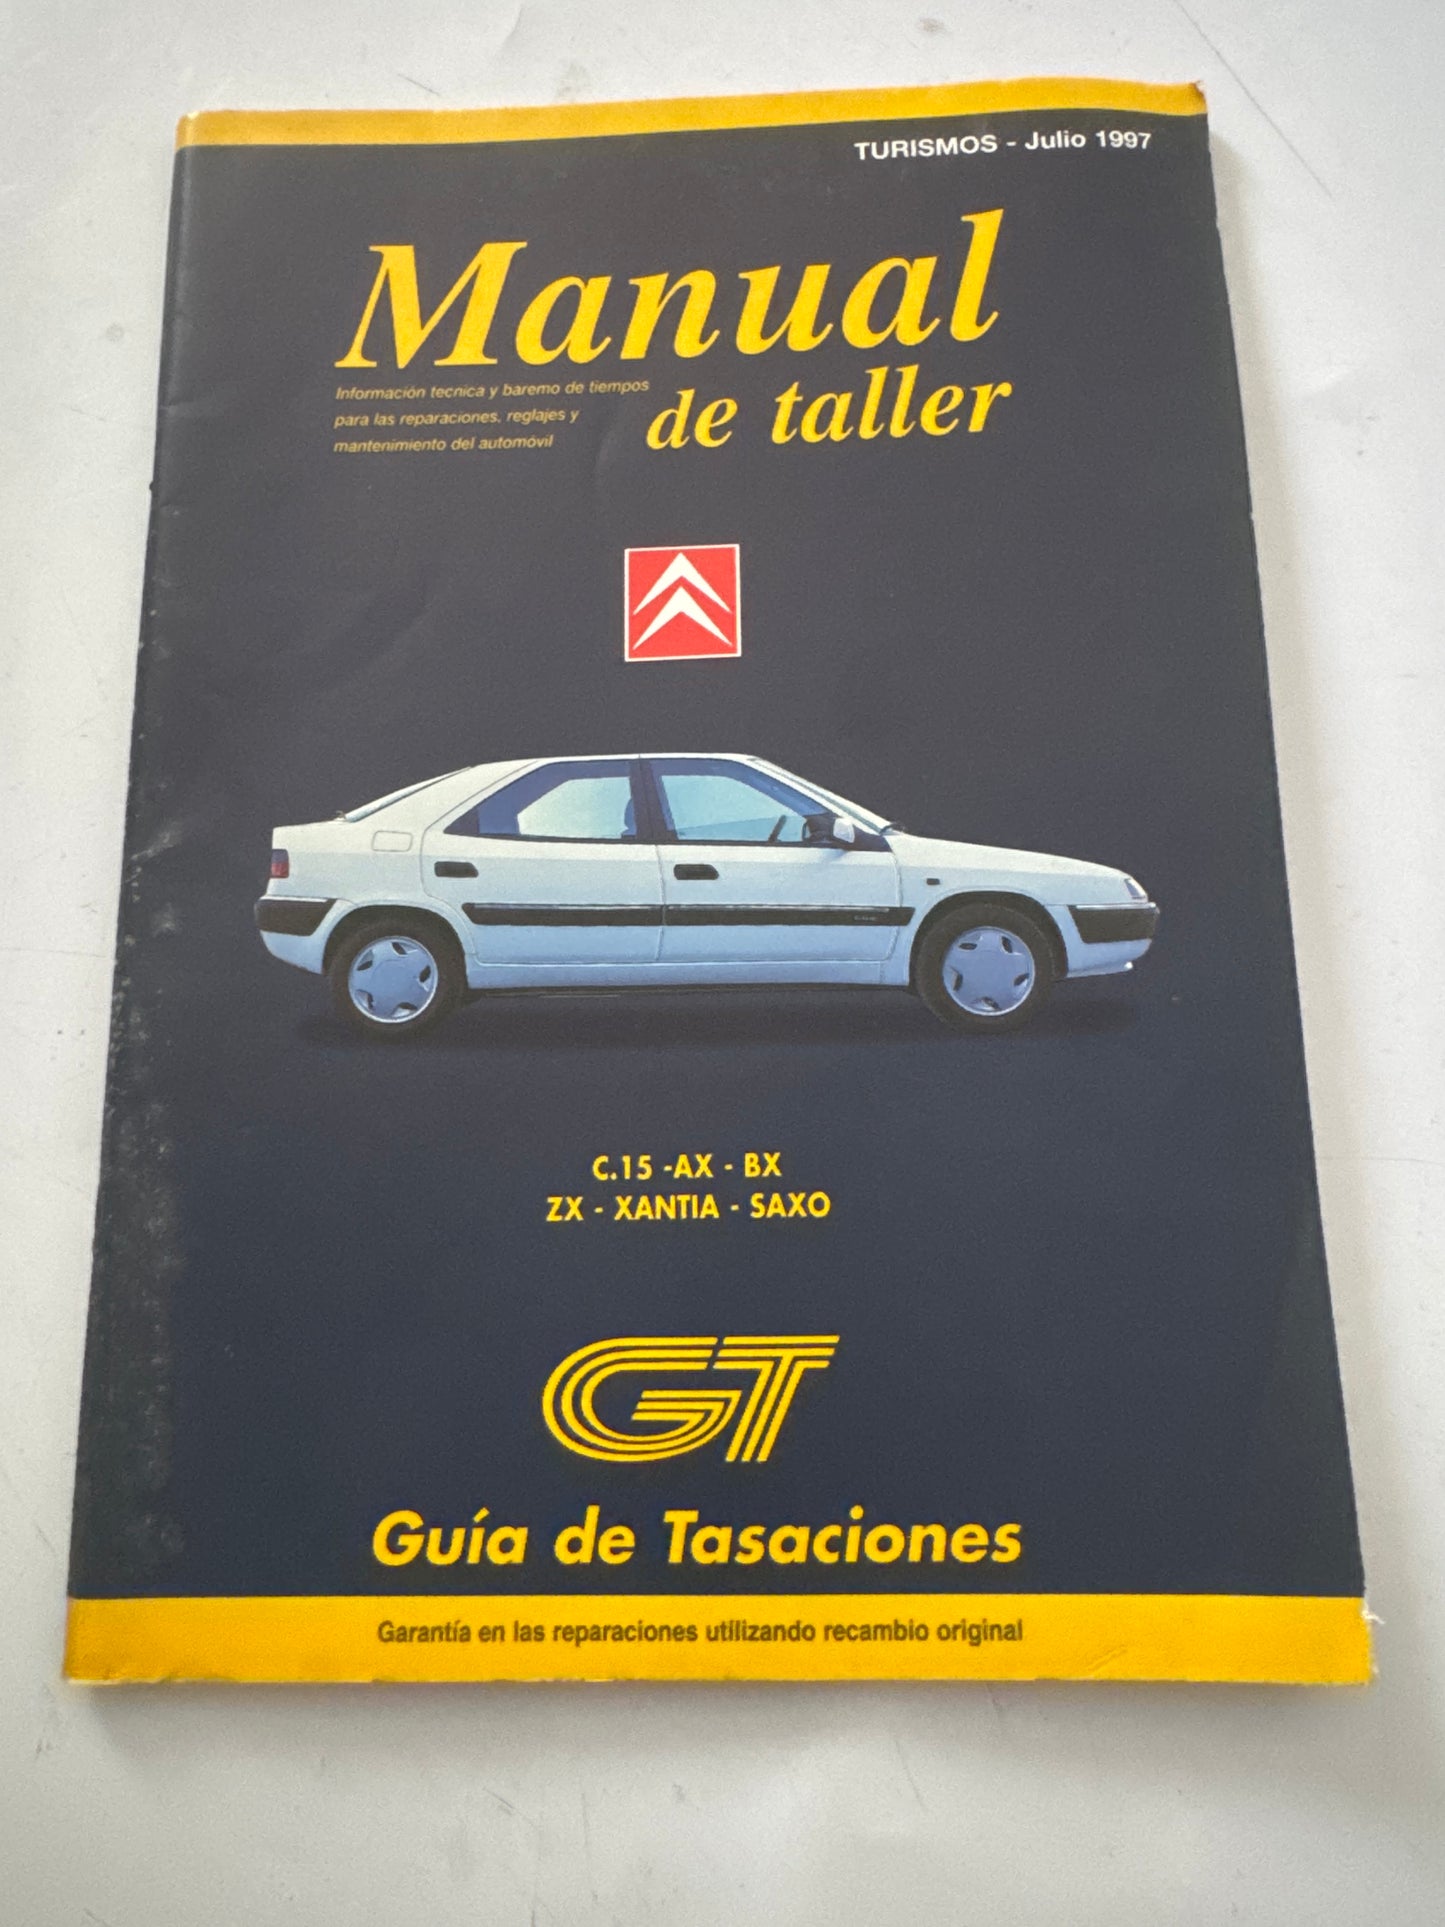 TURISMOS - Julio 1997
Manual
de taller
Información tecnica y baremo de tiempos
para las reparaciones, reglajes y
mantenimiento del automóvil
C.15 -AX - BX
ZX - XANTIA - SAXO
GT
Guía de Tasaciones
Garantía en las reparaciones utilizando recambio original